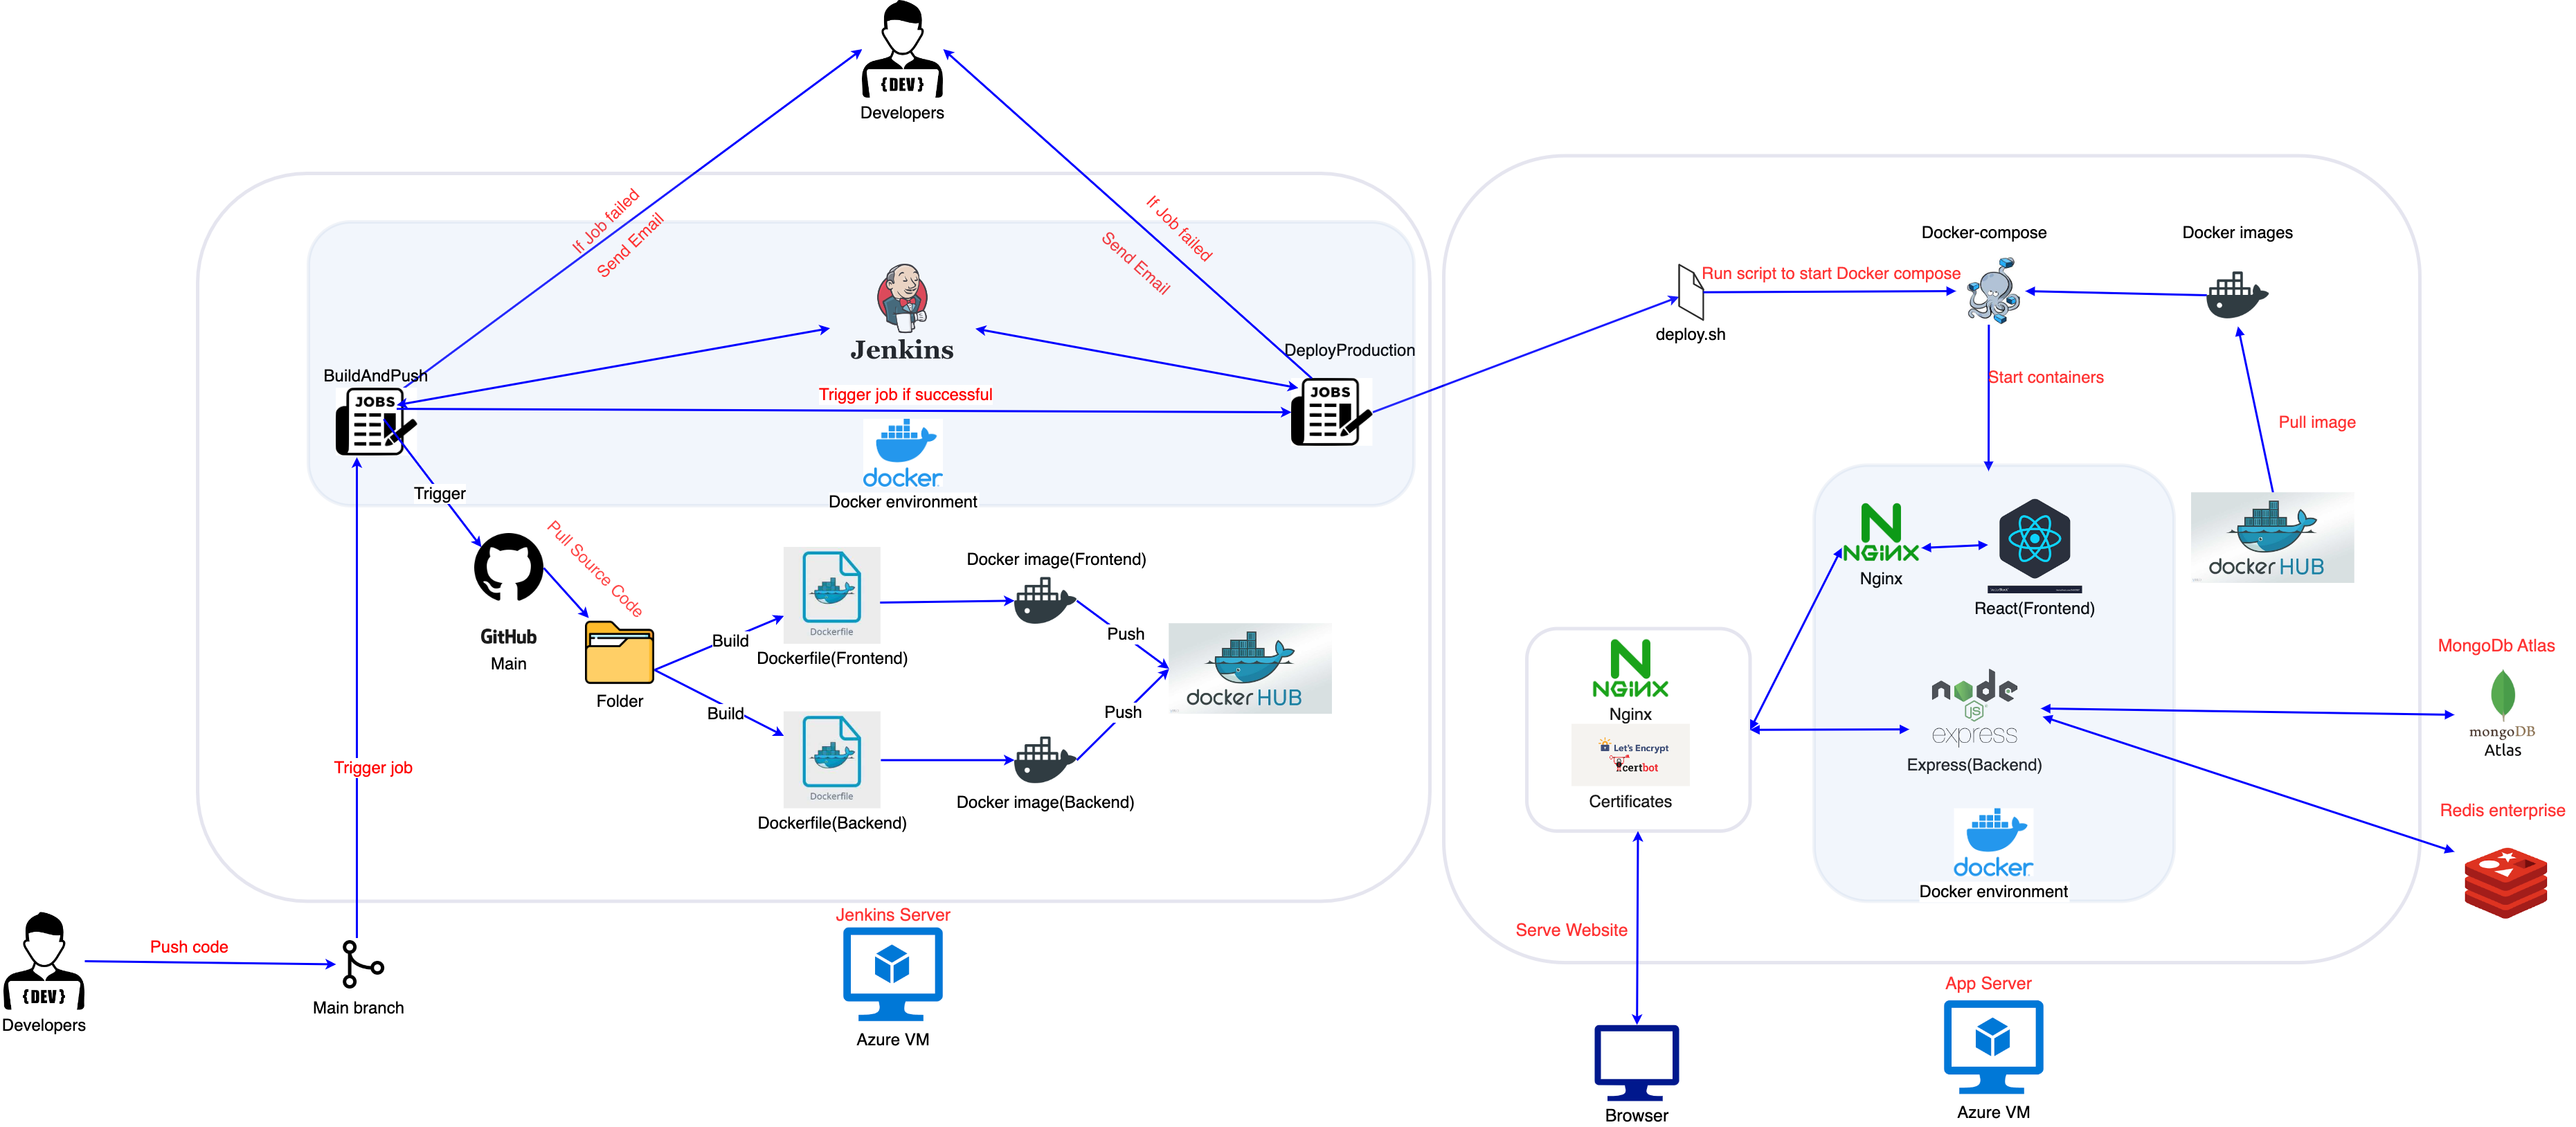 {DEV}
Developers
If Job failed
Send Email
If Job failed
Send Email
Jenkins
BuildAndPush
JOBS
DeployProduction
JOBS
Trigger job if successful
docker
Docker environment
Trigger
GitHub
Main
Pull Source Code
Folder
Build
Build
Dockerfile
Dockerfile(Frontend)
Dockerfile
Dockerfile(Backend)
Docker image(Frontend)
Docker image(Backend)
Push
Push
docker HUB
Trigger job
{DEV}
Developers
Push code
Main branch
Jenkins Server
Azure VM
deploy.sh
Run script to start Docker compose
Docker-compose
Docker images
Start containers
Pull image
docker HUB
NGINX
Nginx
React(Frontend)
NGINX
Nginx
Let's Encrypt
certbot
Certificates
node
JS
express
Express(Backend)
docker
Docker environment
MongoDb Atlas
mongoDB
Atlas
Redis enterprise
Serve Website
Browser
App Server
Azure VM